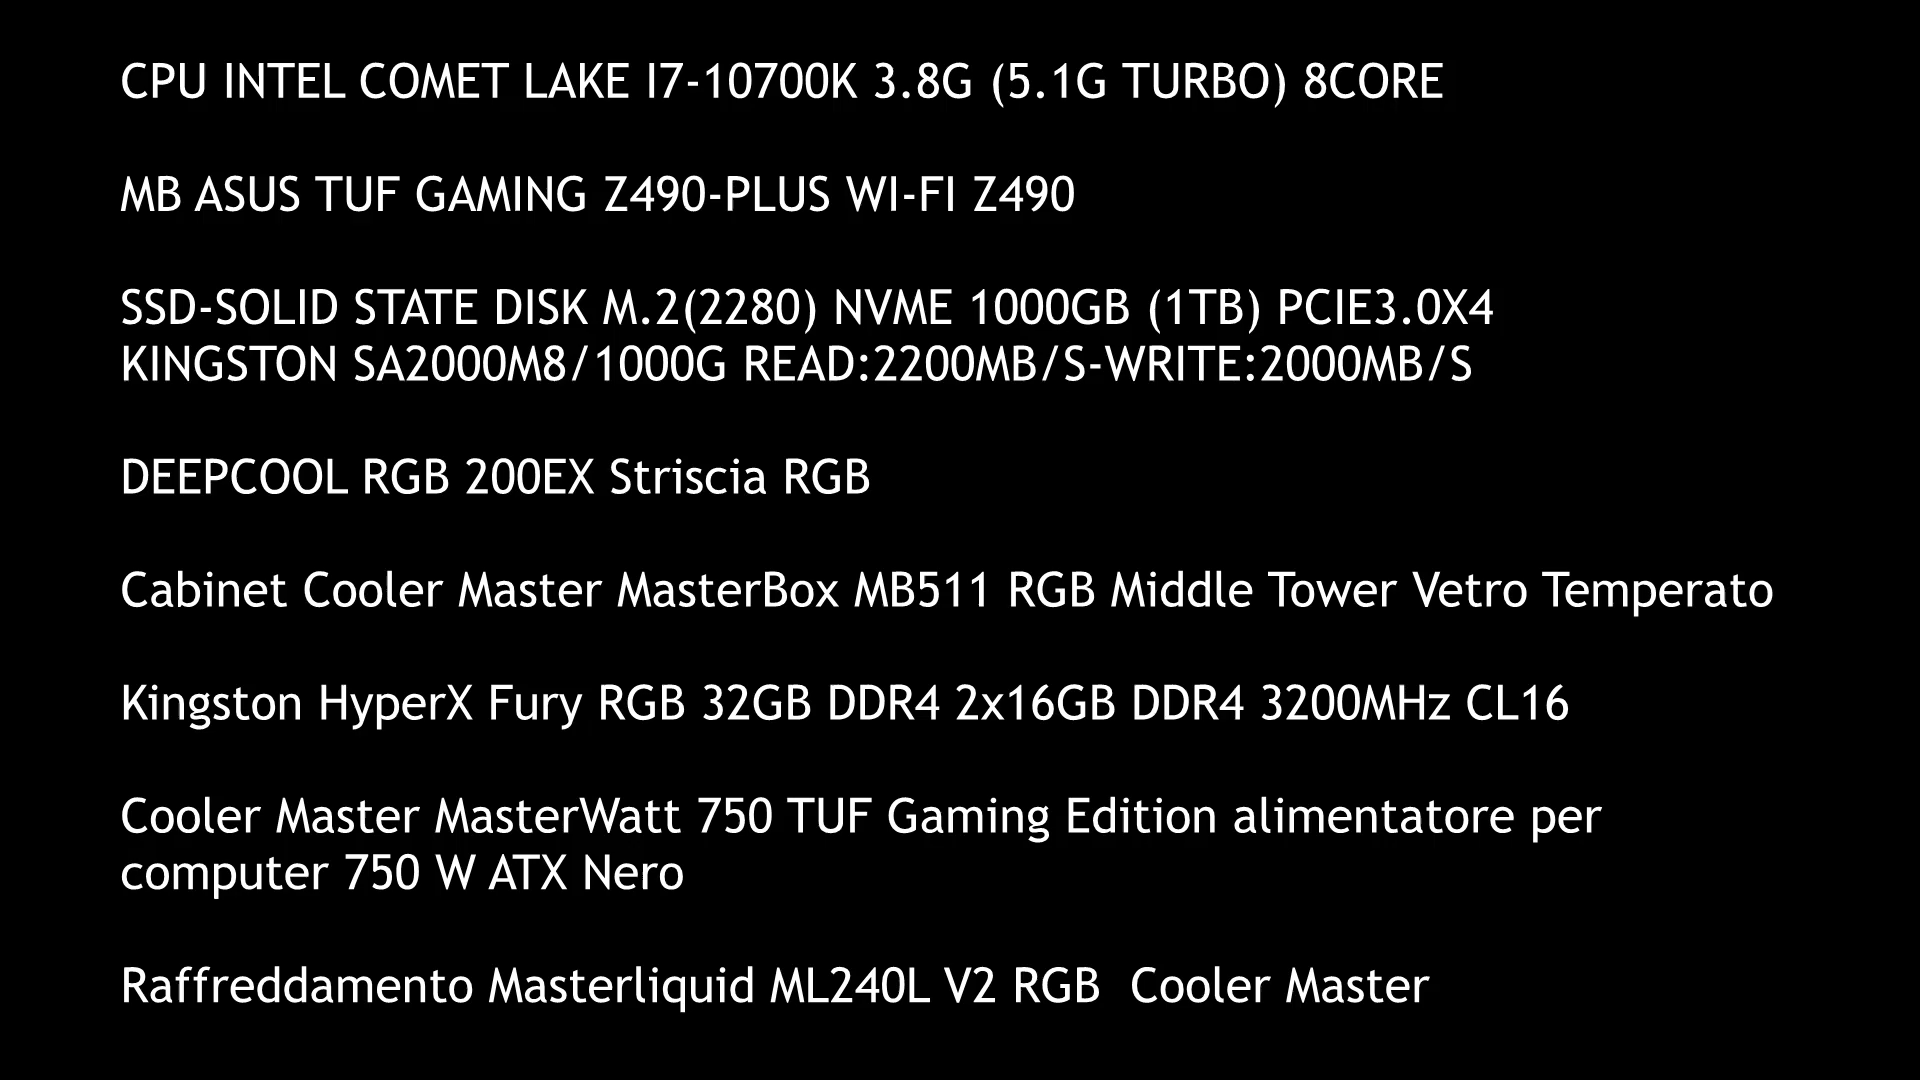 CPU INTEL COMET LAKE I7-10700K 3.8G (5.1G TURBO) 8CORE
MB ASUS TUF GAMING Z490-PLUS WI-FI Z490
SSD-SOLID STATE DISK M.2(2280) NVME 1000GB (1TB) PCIE3.0X4
KINGSTON SA2000M8/1000G READ:2200MB/S-WRITE:2000MB/S
DEEPCOOL RGB 200EX Striscia RGB
Cabinet Cooler Master MasterBox MB511 RGB Middle Tower Vetro Temperato
Kingston HyperX Fury RGB 32GB DDR4 2x16GB DDR4 3200MHz CL16
Cooler Master MasterWatt 750 TUF Gaming Edition alimentatore per
computer 750 W ATX Nero
Raffreddamento Masterliquid ML240L V2 RGB  Cooler Master